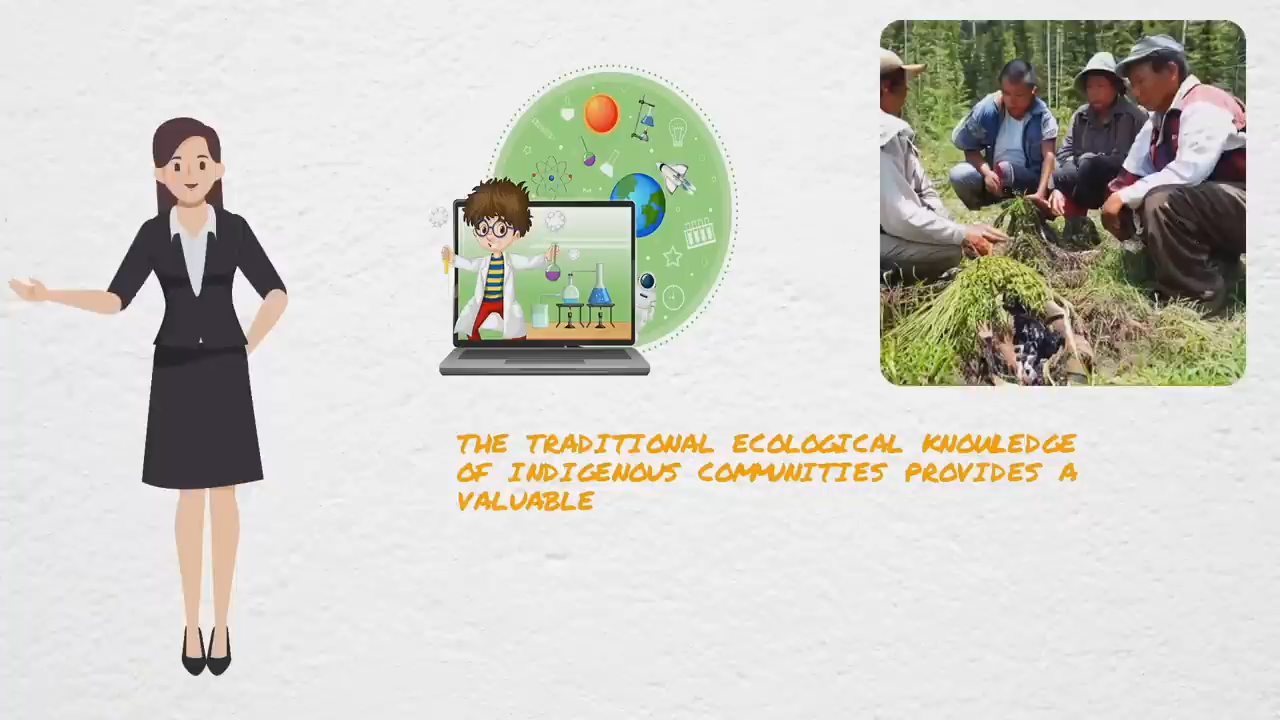 THE TRADITIONAL ECOLOGICAL KNOWLEDGE
OF INDIGENOUS COMMUNITIES PROVIDES A
VALUABLE